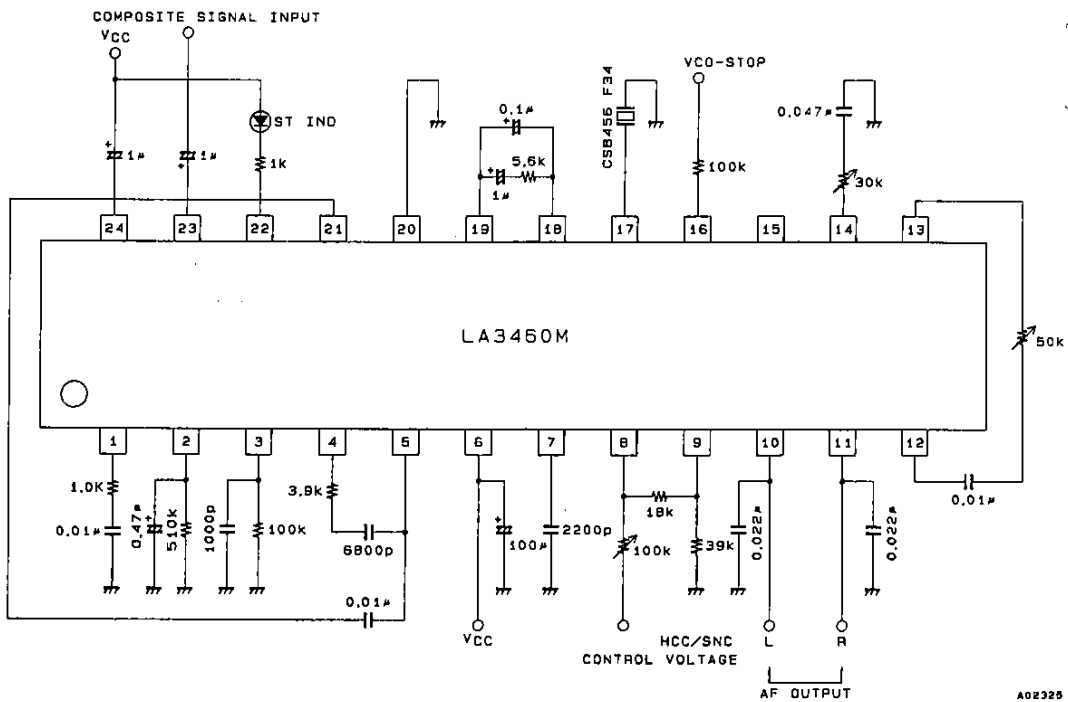 COMPOSITE SIGNAL INPUT
VCC
VCO-STOP
CSB456 F34
0.1μ
0.047μ
ST IND
+
1μ
+
1μ
1k
+
+
5.6k
1μ
100k
30k
24
23
22
21
20
19
18
17
16
15
14
13
LA3460M
50k
1
2
3
4
5
6
7
8
9
10
11
12
1.0K
0.01μ
0.47μ
+
510k
1000p
100k
3.9k
6800p
0.01μ
+
100μ
2200p
18k
100k
39k
0.022μ
0.022μ
0.01μ
VCC
HCC/SNC
CONTROL VOLTAGE
L
R
AF OUTPUT
A02325